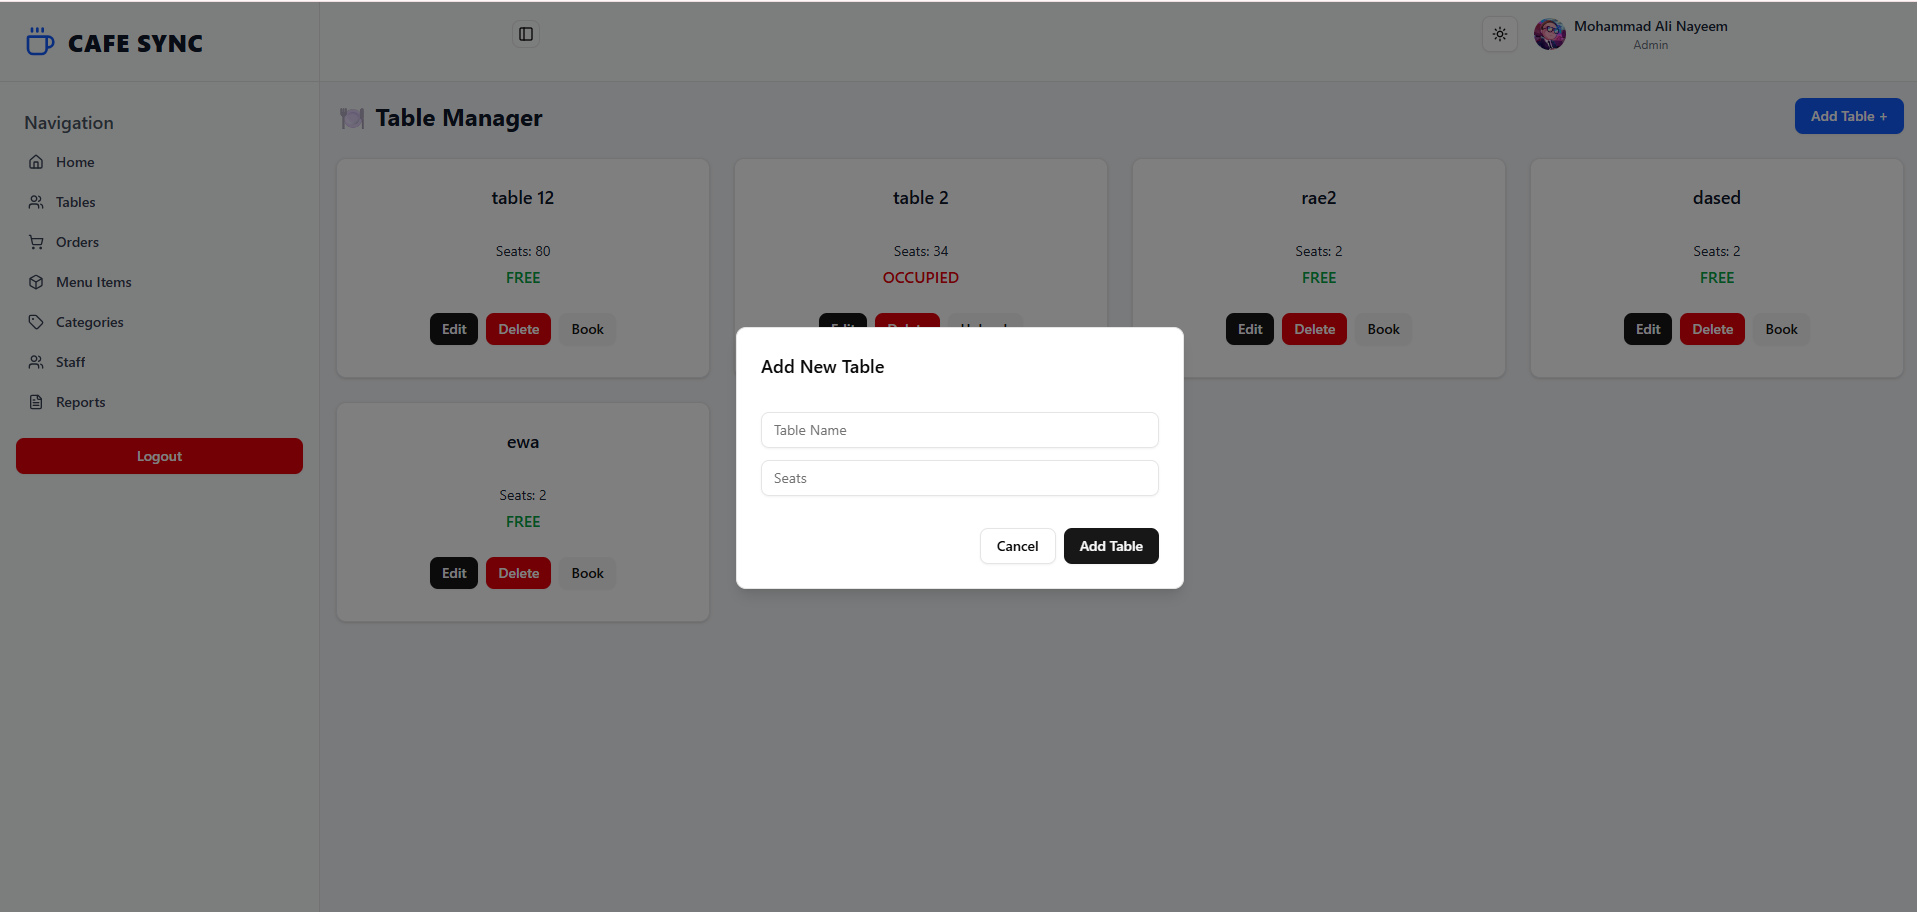 CAFE SYNC
Mohammad Ali Nayeem
Admin
Navigation
Home
Tables
Orders
Menu Items
Categories
Staff
Reports
Logout
Table Manager
Add Table +
table 12
Seats: 80
FREE
Edit Delete Book
table 2
Seats: 34
OCCUPIED
Edit Delete
rae2
Seats: 2
FREE
Edit Delete Book
dased
Seats: 2
FREE
Edit Delete Book
ewa
Seats: 2
FREE
Edit Delete Book
Add New Table
Table Name
Seats
Cancel Add Table